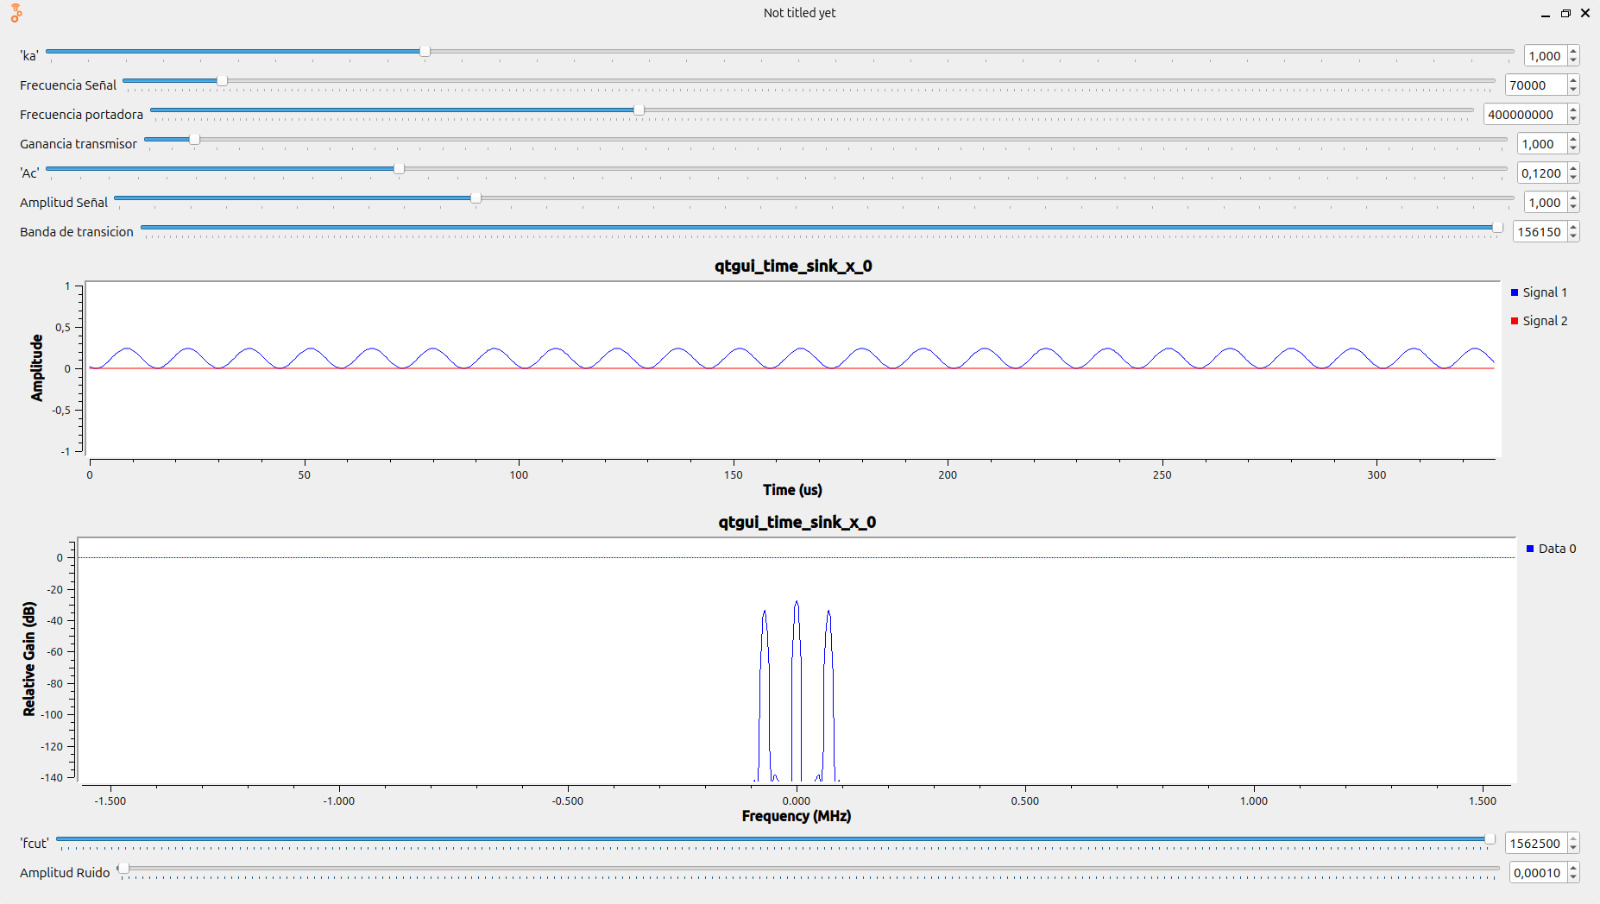 Not titled yet
'ka' 1,000
Frecuencia Señal 70000
Frecuencia portadora 400000000
Ganancia transmisor 1,000
'Ac' 0,1200
Amplitud Señal 1,000
Banda de transicion 156150
qtgui_time_sink_x_0
1
0,5
0
-0,5
-1
Amplitude
0 50 100 150 200 250 300
Time (us)
Signal 1
Signal 2
qtgui_time_sink_x_0
0
-20
-40
-60
-80
-100
-120
-140
Relative Gain (dB)
-1.500 -1.000 -0.500 0.000 0.500 1.000 1.500
Frequency (MHz)
Data 0
'fcut' 1562500
Amplitud Ruido 0,00010